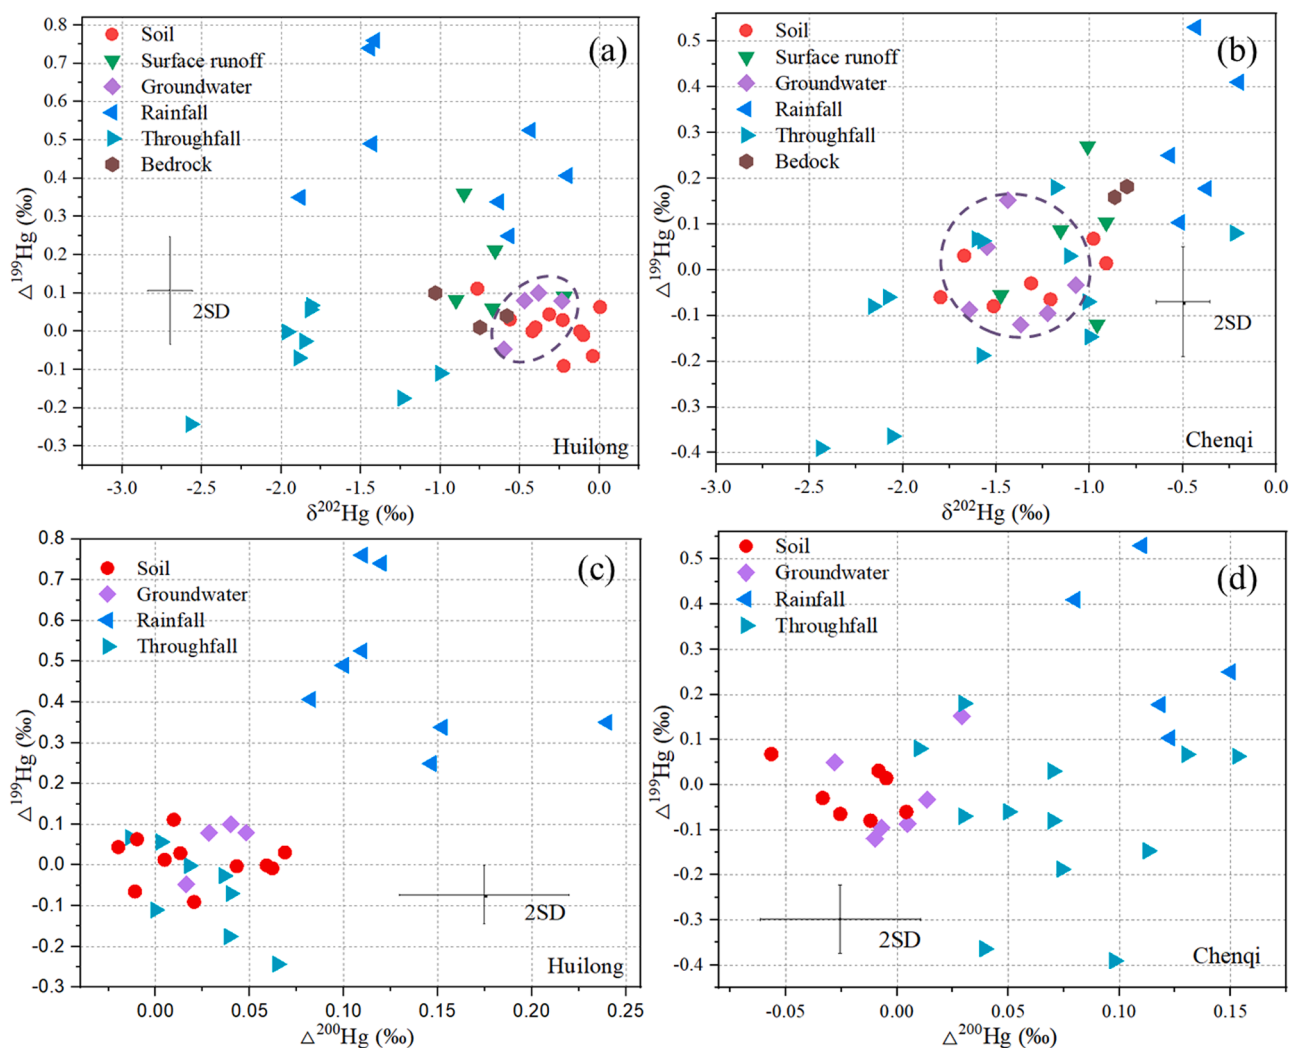 (a)
Soil
Surface runoff
Groundwater
Rainfall
Throughfall
Bedrock
0.8
0.7
0.6
0.5
0.4
0.3
0.2
0.1
0.0
-0.1
-0.2
-0.3
△¹⁹⁹Hg (‰)
2SD
Huilong
-3.0 -2.5 -2.0 -1.5 -1.0 -0.5 0.0
δ²⁰²Hg (‰)
(b)
Soil
Surface runoff
Groundwater
Rainfall
Throughfall
Bedock
0.5
0.4
0.3
0.2
0.1
0.0
-0.1
-0.2
-0.3
-0.4
△¹⁹⁹Hg (‰)
2SD
Chenqi
-3.0 -2.5 -2.0 -1.5 -1.0 -0.5 0.0
δ²⁰²Hg (‰)
(c)
Soil
Groundwater
Rainfall
Throughfall
0.8
0.7
0.6
0.5
0.4
0.3
0.2
0.1
0.0
-0.1
-0.2
-0.3
△¹⁹⁹Hg (‰)
2SD
Huilong
0.00 0.05 0.10 0.15 0.20 0.25
△²⁰⁰Hg (‰)
(d)
Soil
Groundwater
Rainfall
Throughfall
0.5
0.4
0.3
0.2
0.1
0.0
-0.1
-0.2
-0.3
-0.4
△¹⁹⁹Hg (‰)
2SD
Chenqi
-0.05 0.00 0.05 0.10 0.15
△²⁰⁰Hg (‰)